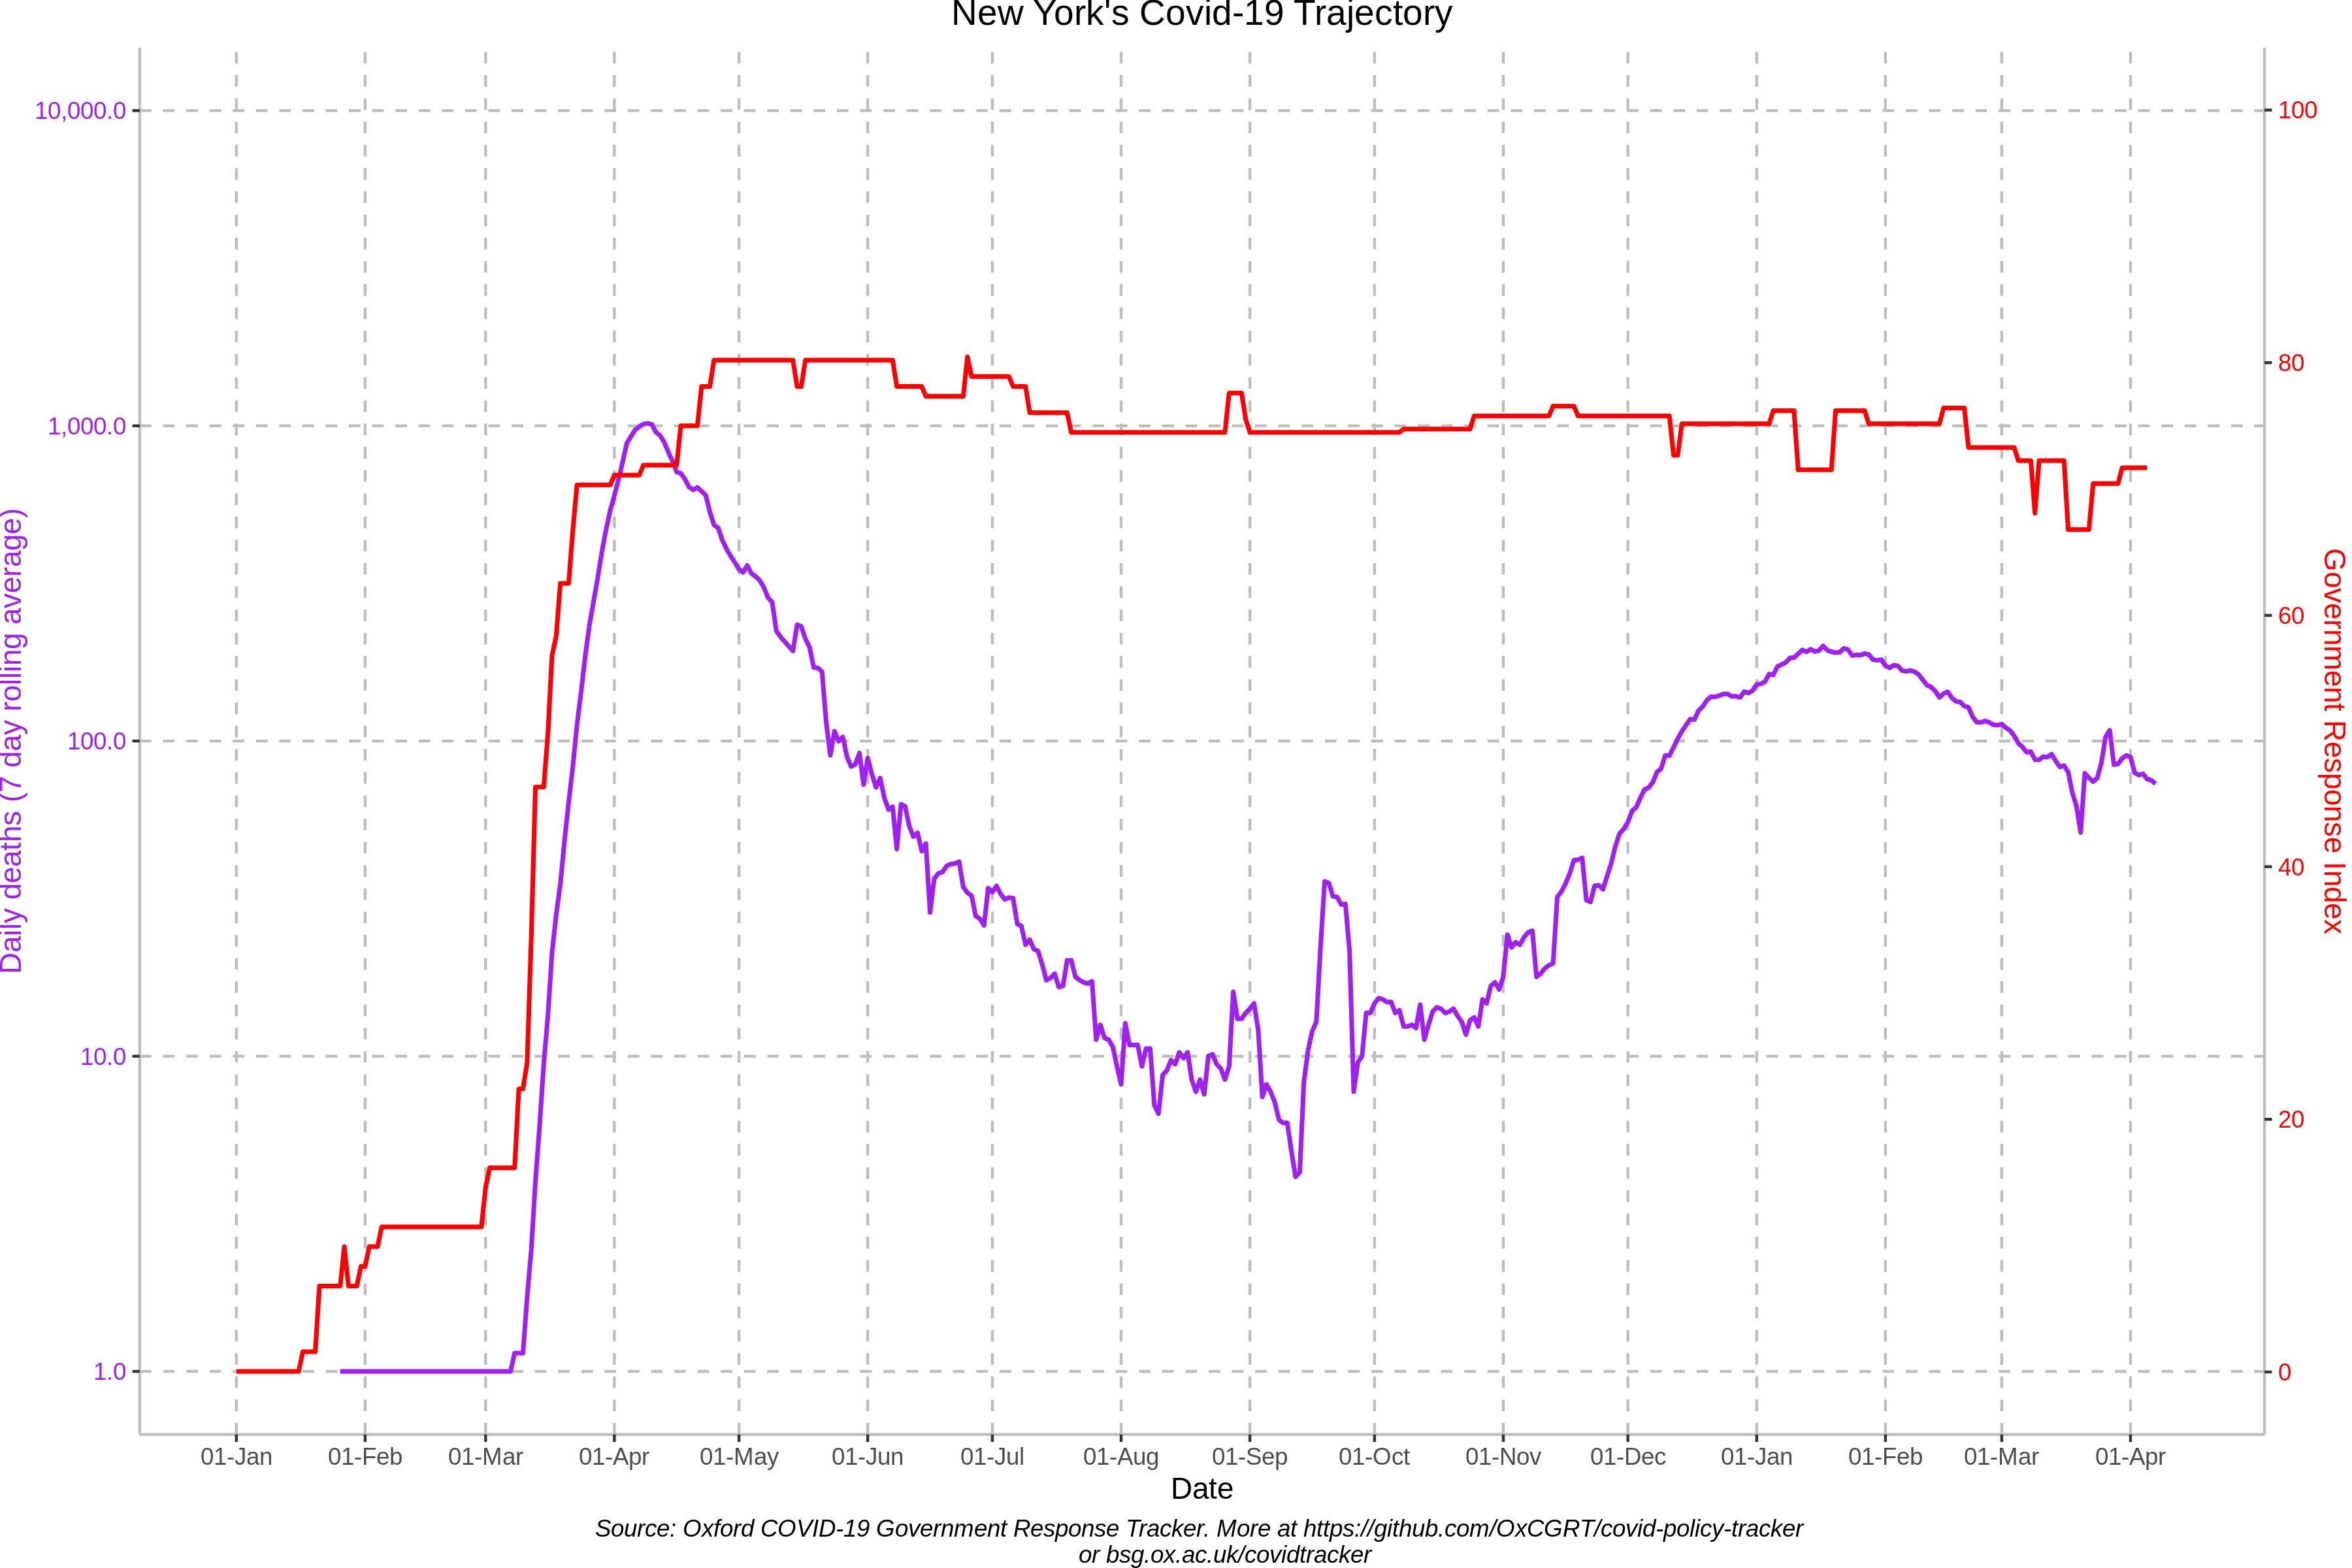 New York's Covid-19 Trajectory
10,000.0
1,000.0
100.0
10.0
1.0
Daily deaths (7 day rolling average)
100
80
60
40
20
0
Government Response Index
01-Jan 01-Feb 01-Mar 01-Apr 01-May 01-Jun 01-Jul 01-Aug 01-Sep 01-Oct 01-Nov 01-Dec 01-Jan 01-Feb 01-Mar 01-Apr
Date
Source: Oxford COVID-19 Government Response Tracker. More at https://github.com/OxCGRT/covid-policy-tracker
or bsg.ox.ac.uk/covidtracker